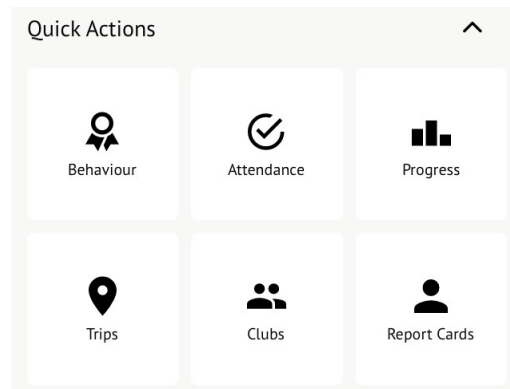 Quick Actions
Behaviour
Attendance
Progress
Trips
Clubs
Report Cards